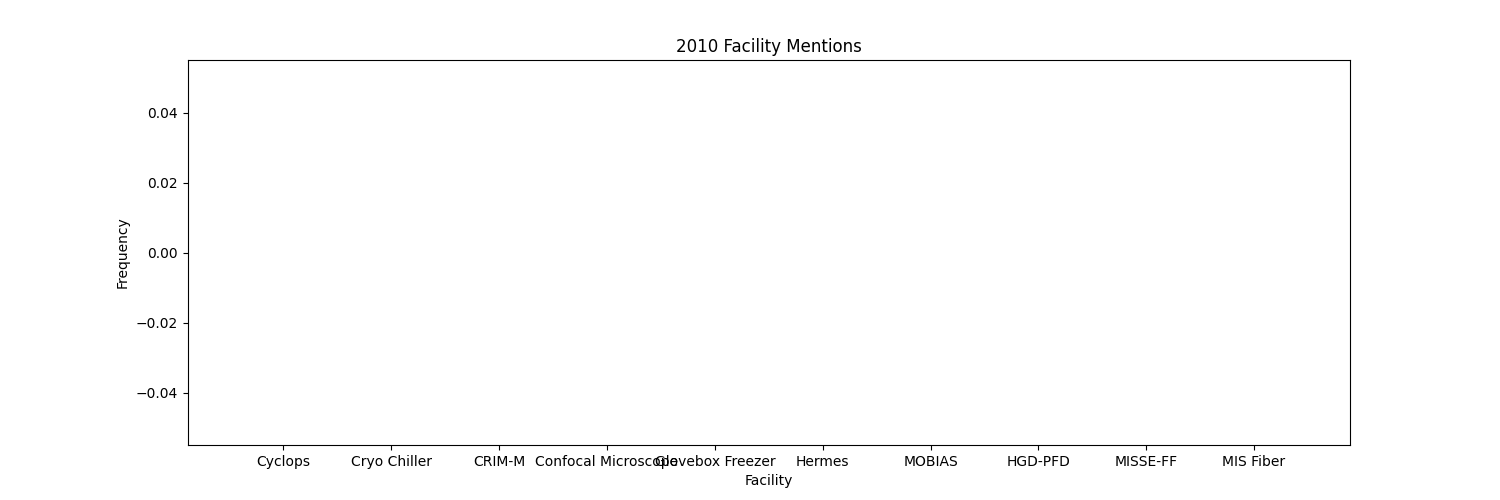 2010 Facility Mentions
Frequency
0.04
0.02
0.00
−0.02
−0.04
Cyclops Cryo Chiller CRIM-M Confocal Microscope Glovebox Freezer Hermes MOBIAS HGD-PFD MISSE-FF MIS Fiber
Facility